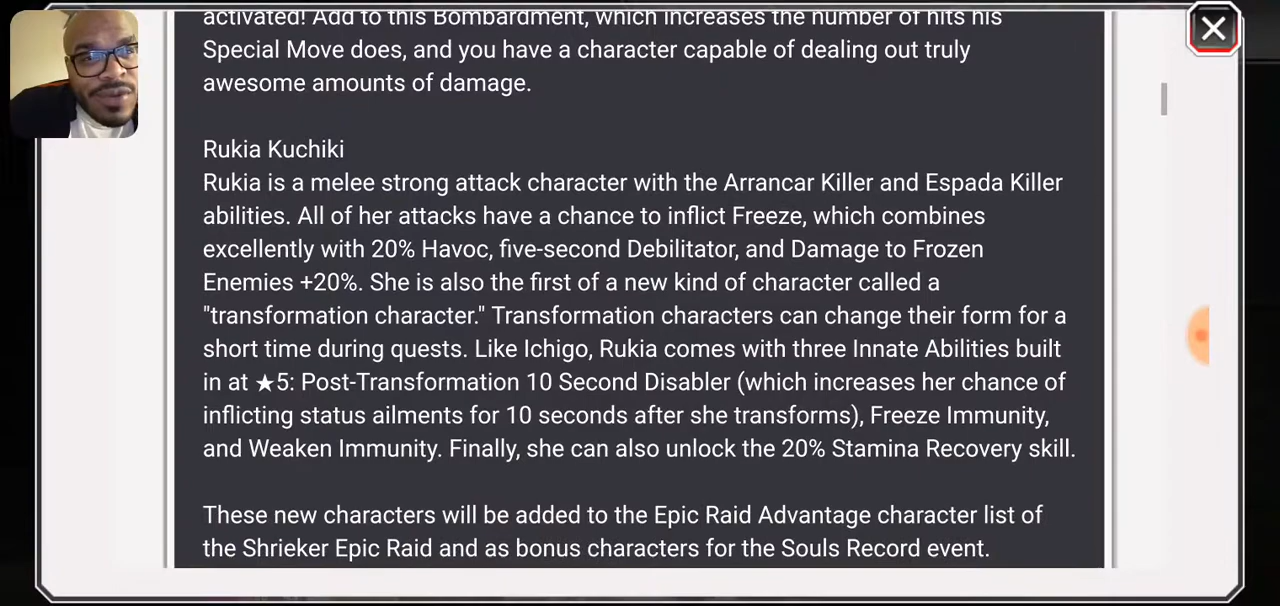 activated! Add to this Bombardment, which increases the number of hits his
Special Move does, and you have a character capable of dealing out truly
awesome amounts of damage.
Rukia Kuchiki
Rukia is a melee strong attack character with the Arrancar Killer and Espada Killer
abilities. All of her attacks have a chance to inflict Freeze, which combines
excellently with 20% Havoc, five-second Debilitator, and Damage to Frozen
Enemies +20%. She is also the first of a new kind of character called a
"transformation character." Transformation characters can change their form for a
short time during quests. Like Ichigo, Rukia comes with three Innate Abilities built
in at ★5: Post-Transformation 10 Second Disabler (which increases her chance of
inflicting status ailments for 10 seconds after she transforms), Freeze Immunity,
and Weaken Immunity. Finally, she can also unlock the 20% Stamina Recovery skill.
These new characters will be added to the Epic Raid Advantage character list of
the Shrieker Epic Raid and as bonus characters for the Souls Record event.